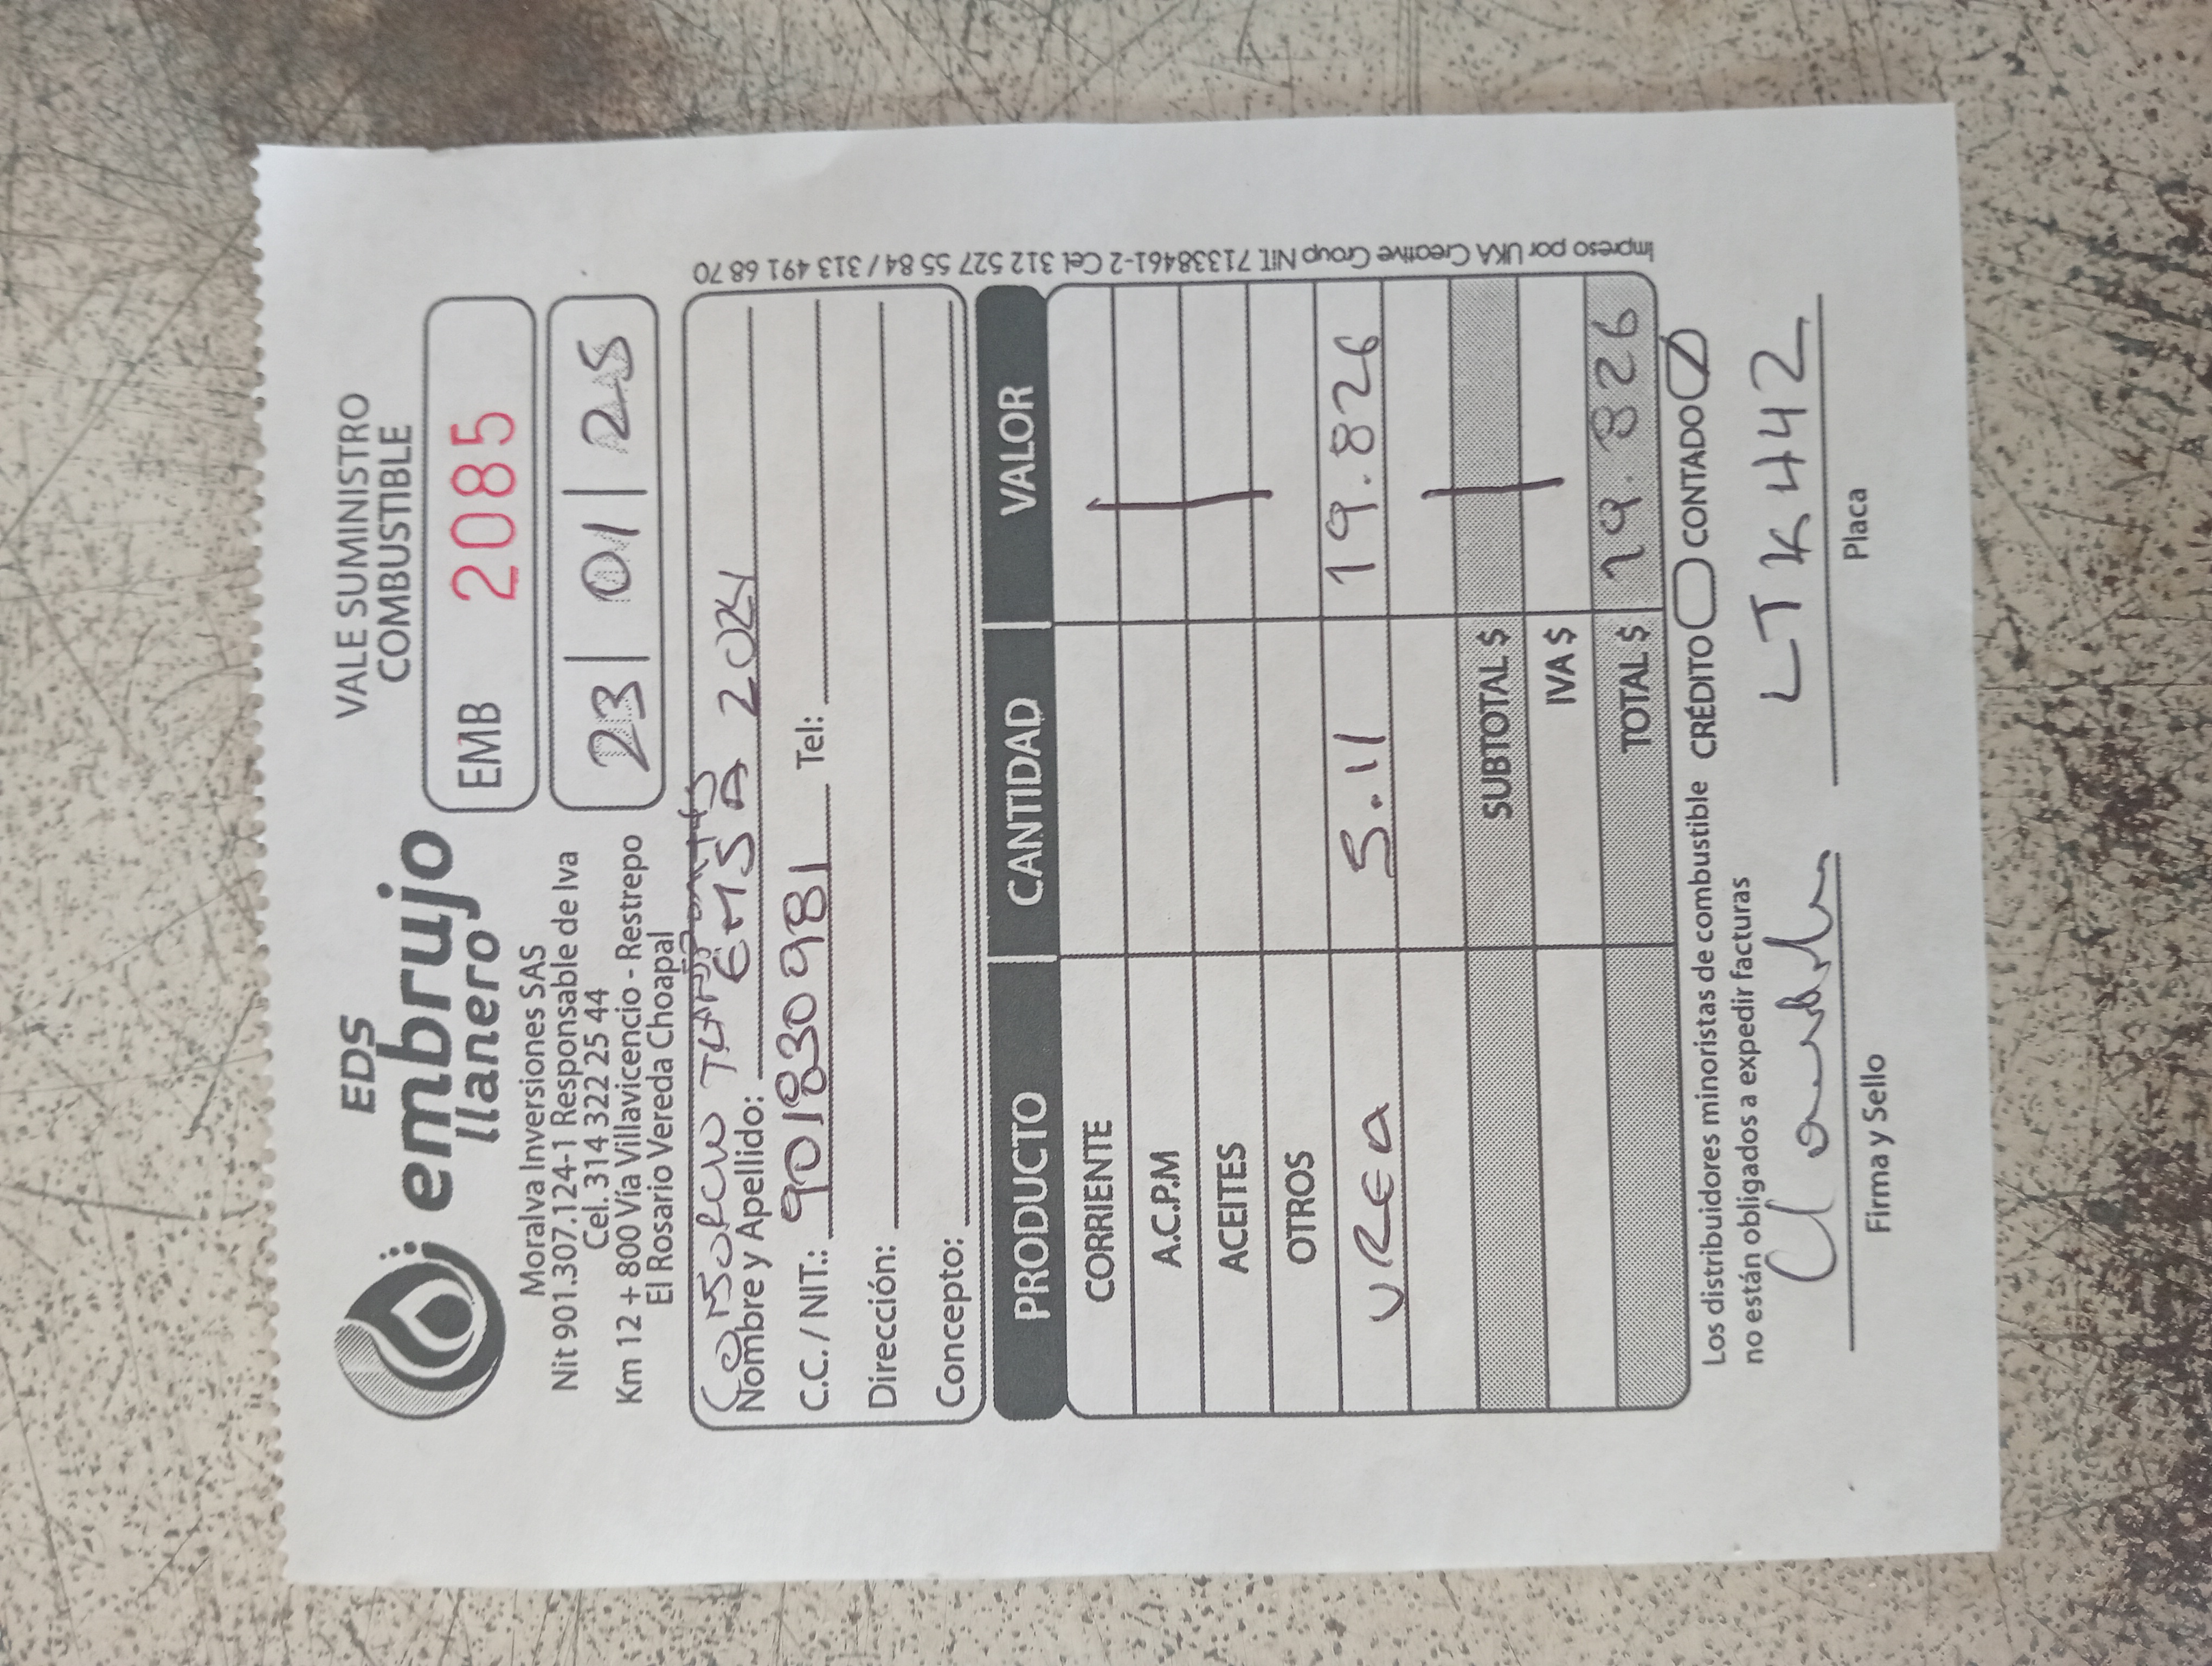 EDS
embrujo
llanero
VALE SUMINISTRO
COMBUSTIBLE
EMB 2085
Moralva Inversiones SAS
Nit 901.307.124-1 Responsable de Iva
Cel. 314 322 25 44
Km 12 + 800 Vía Villavicencio - Restrepo
El Rosario Vereda Choapal
23 01 25
EMSA 2024
Nombre y Apellido:
C.C. / NIT.: 901830981 Tel:
Dirección:
Concepto:
PRODUCTO CANTIDAD VALOR
CORRIENTE
A.C.P.M
ACEITES
OTROS
UREA 5.11 19.826
SUBTOTAL $
IVA $
TOTAL $ 19.826
Los distribuidores minoristas de combustible
no están obligados a expedir facturas
CRÉDITO CONTADO
LTK442
Firma y Sello Placa
Impreso por UKA Creative Group Nit. 71338461-2 Cel. 312 527 55 84 / 313 491 68 70